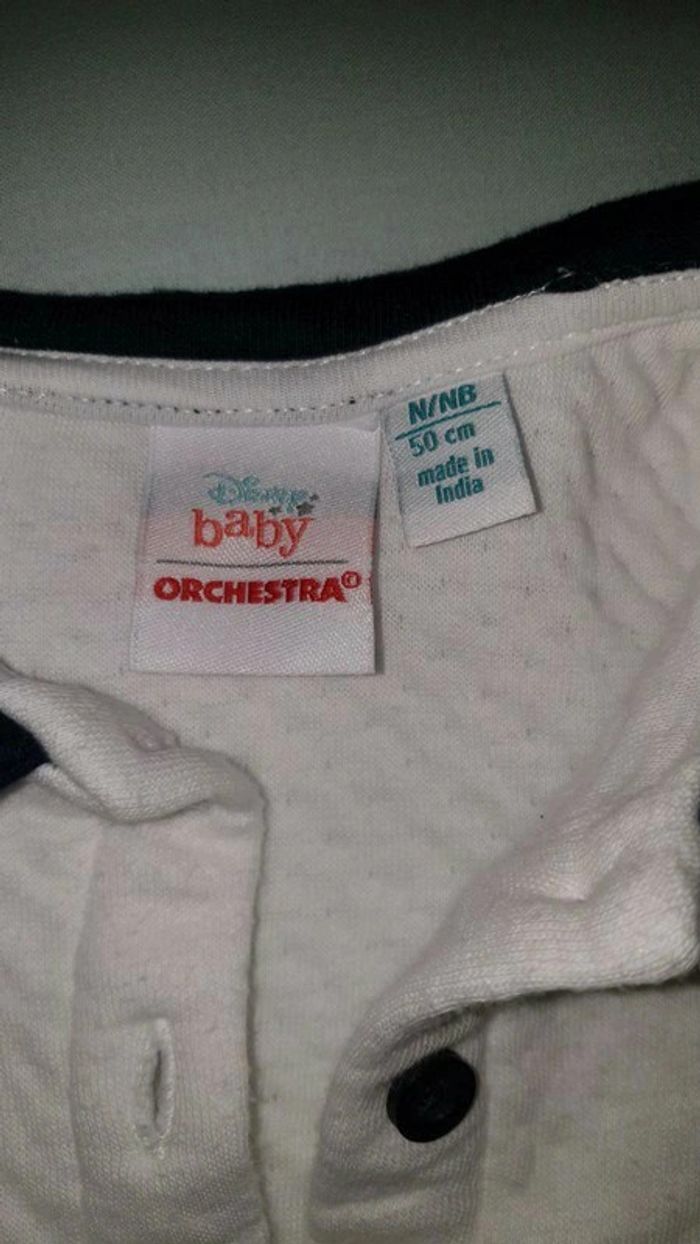 Disney
baby
ORCHESTRA©
N/NB
50 cm
made in
India